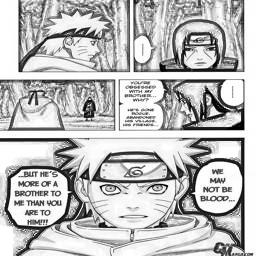 ...
YOU'RE
OBSESSED
WITH MY
BROTHER...
WHY?
HE'S GONE
ROGUE,
ABANDONED
HIS VILLAGE,
HIS FRIENDS...
WE
MAY
NOT BE
BLOOD...
...BUT HE'S
MORE OF A
BROTHER TO
ME THAN YOU
ARE TO
HIM!!!